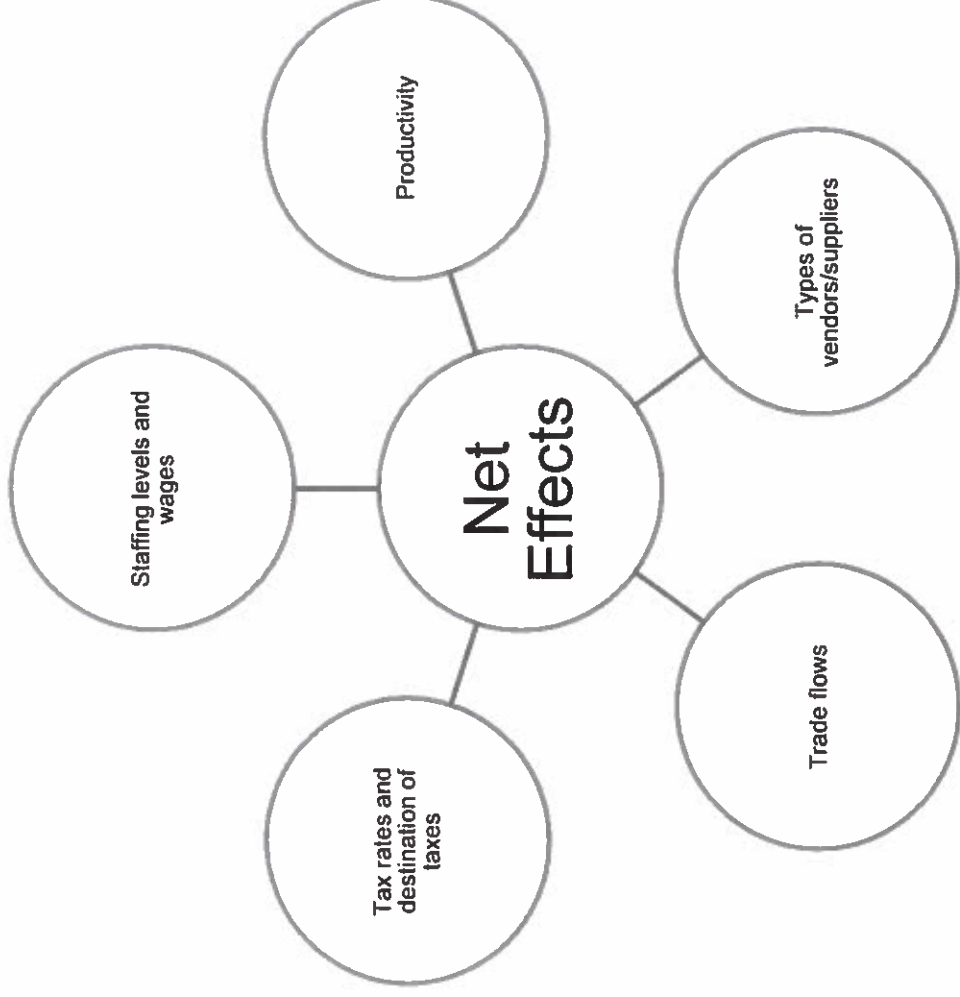 Net
Effects
Staffing levels and
wages
Productivity
Types of
vendors/suppliers
Trade flows
Tax rates and
destination of
taxes